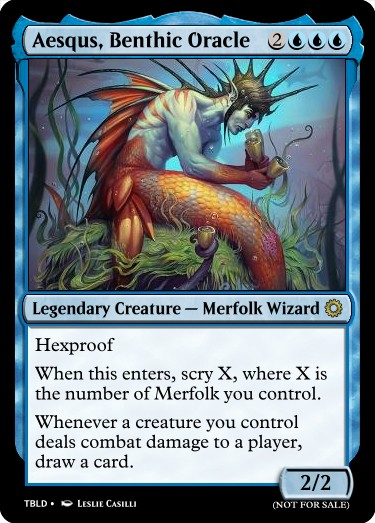 Aesqus, Benthic Oracle 2
Legendary Creature — Merfolk Wizard
Hexproof
When this enters, scry X, where X is
the number of Merfolk you control.
Whenever a creature you control
deals combat damage to a player,
draw a card.
2/2
TBLD • Leslie Casilli
(NOT FOR SALE)